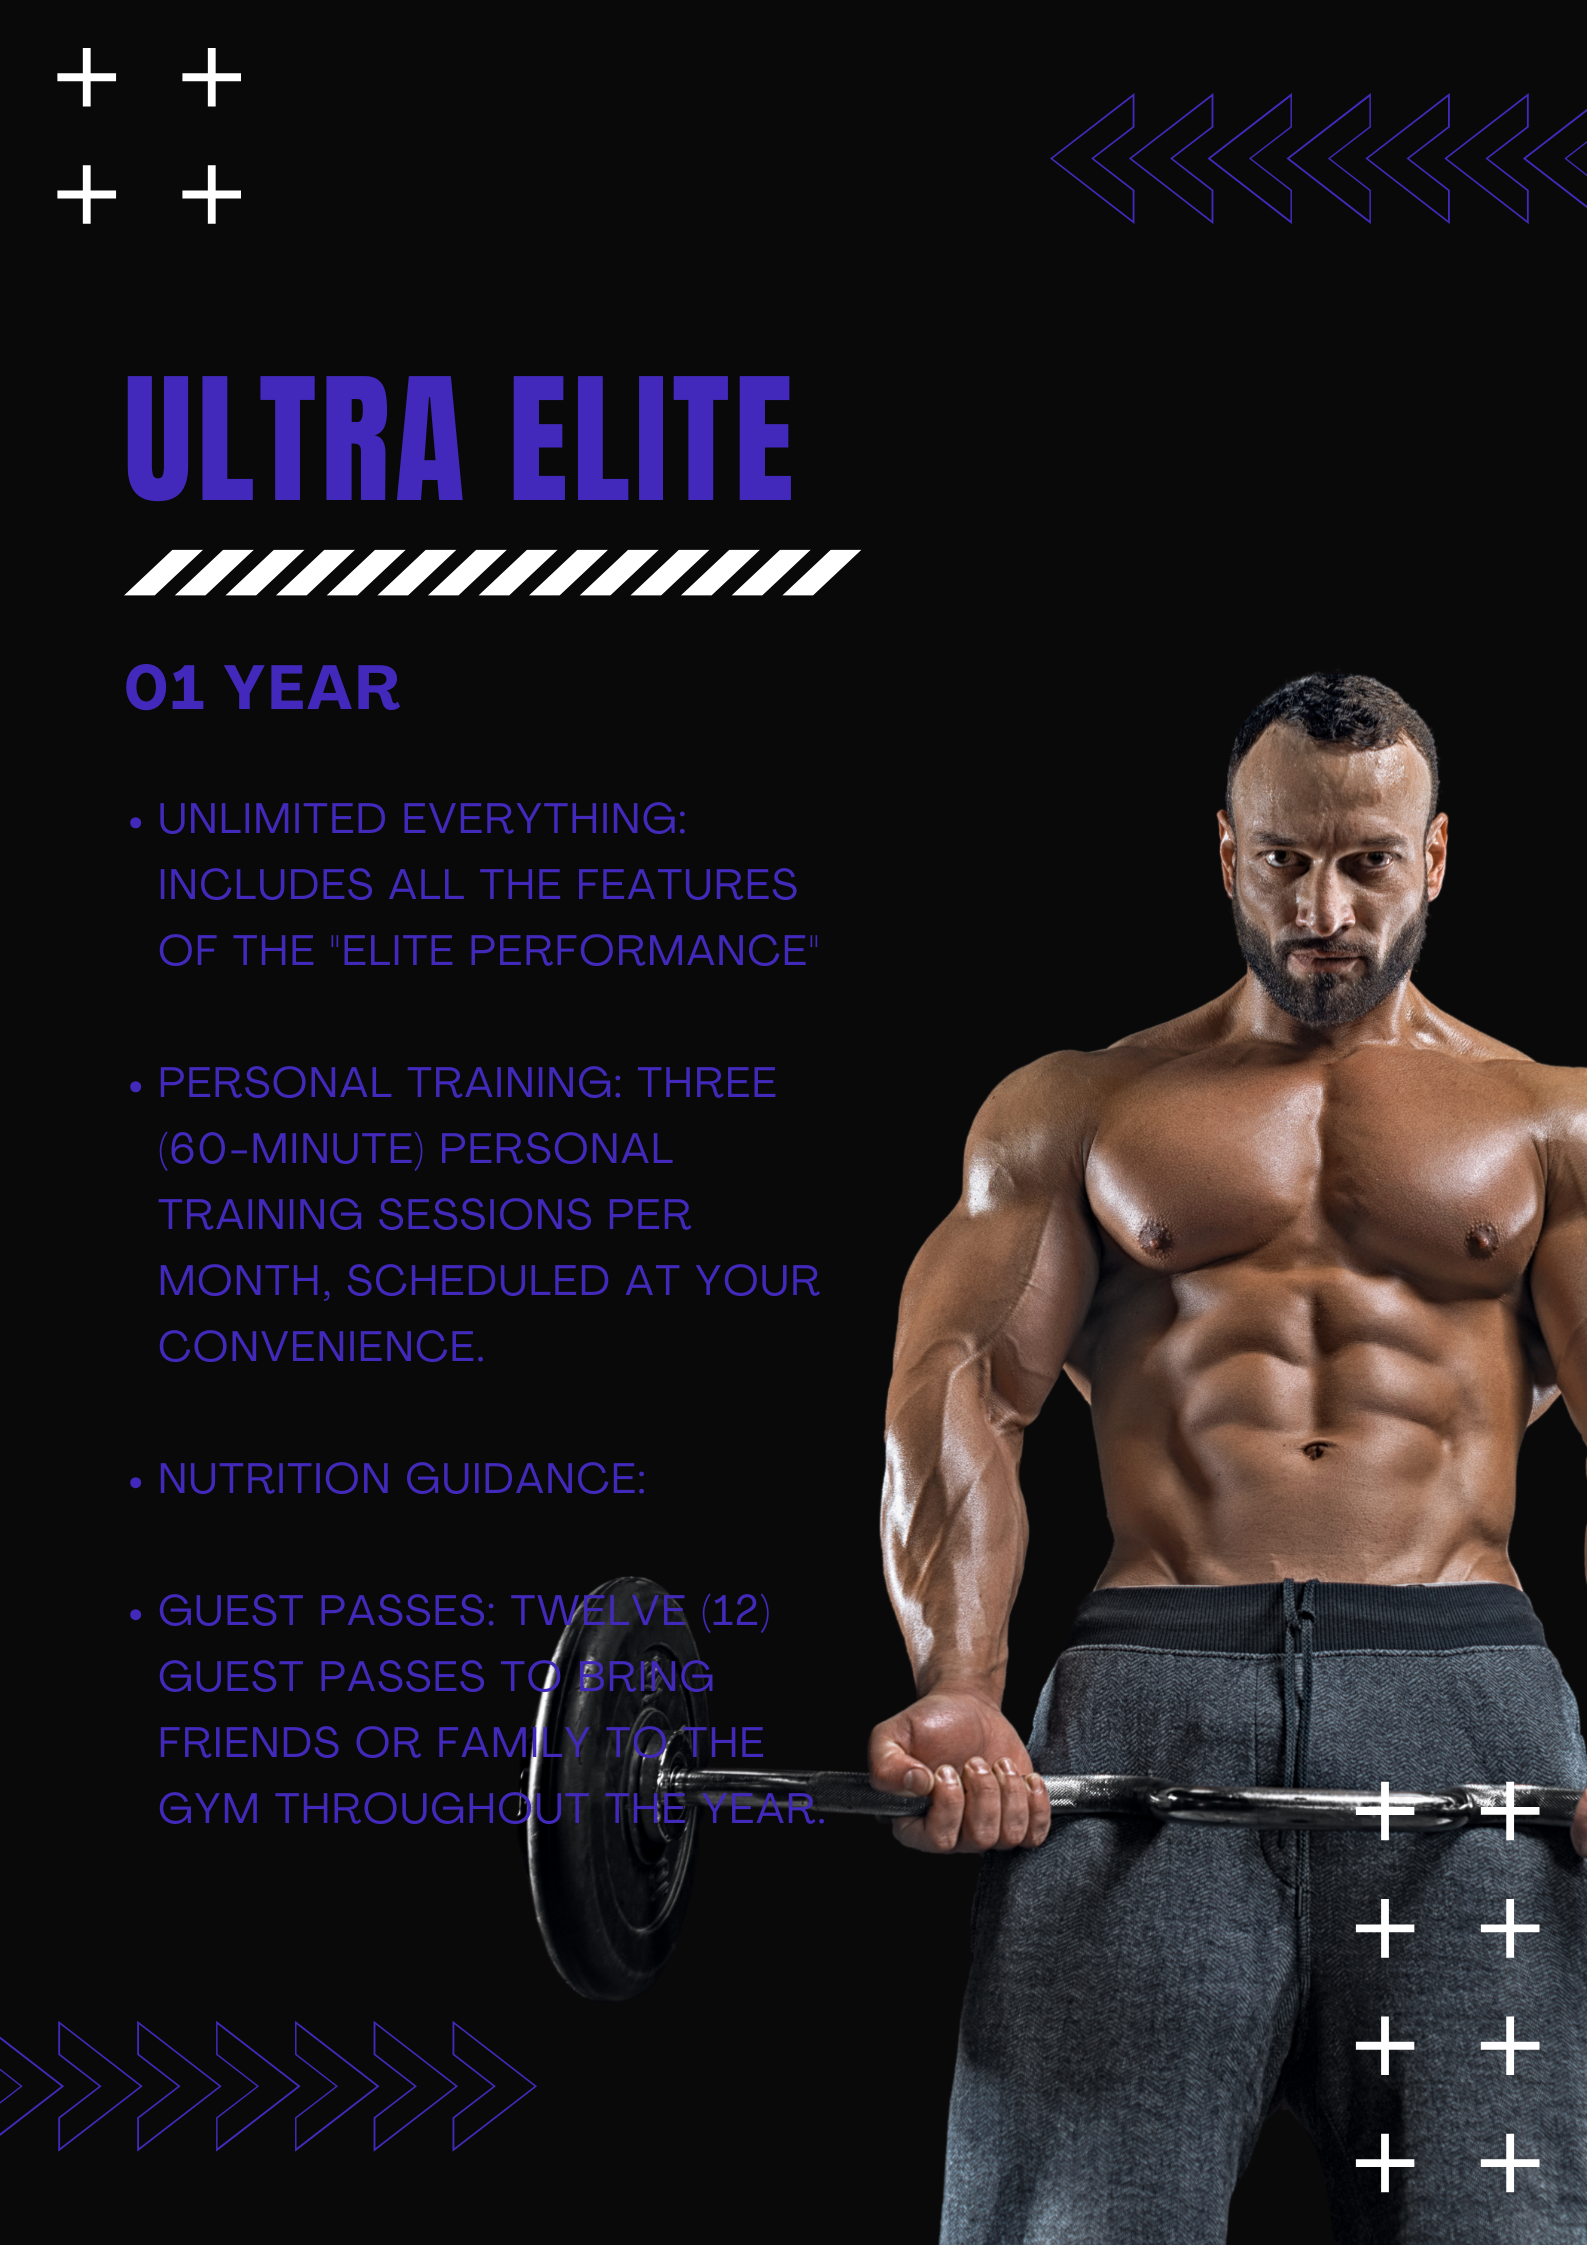 ULTRA ELITE
01 YEAR
• UNLIMITED EVERYTHING:
INCLUDES ALL THE FEATURES
OF THE "ELITE PERFORMANCE"
• PERSONAL TRAINING: THREE
(60-MINUTE) PERSONAL
TRAINING SESSIONS PER
MONTH, SCHEDULED AT YOUR
CONVENIENCE.
• NUTRITION GUIDANCE:
• GUEST PASSES: TWELVE (12)
GUEST PASSES TO BRING
FRIENDS OR FAMILY TO THE
GYM THROUGHOUT THE YEAR.